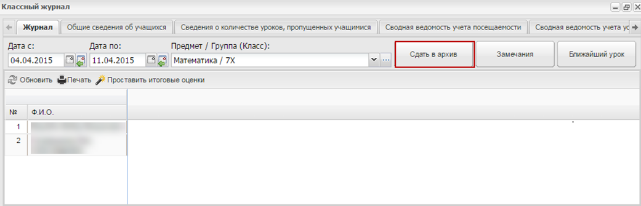 Классный журнал
Журнал Общие сведения об учащихся Сведения о количестве уроков, пропущенных учащимися Сводная ведомость учета посещаемости Сводная ведомость учета ус
Дата с: Дата по: Предмет / Группа (Класс):
04.04.2015 11.04.2015 Математика / 7Х Сдать в архив Замечания Ближайший урок
Обновить Печать Проставить итоговые оценки
№ Ф.И.О.
1
2